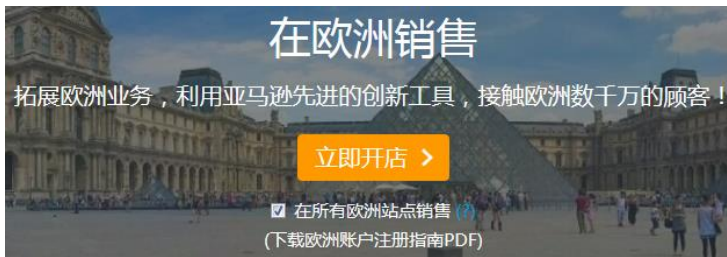 在欧洲销售
拓展欧洲业务，利用亚马逊先进的创新工具，接触欧洲数千万的顾客！
立即开店 >
在所有欧洲站点销售 (?)
(下载欧洲账户注册指南PDF)